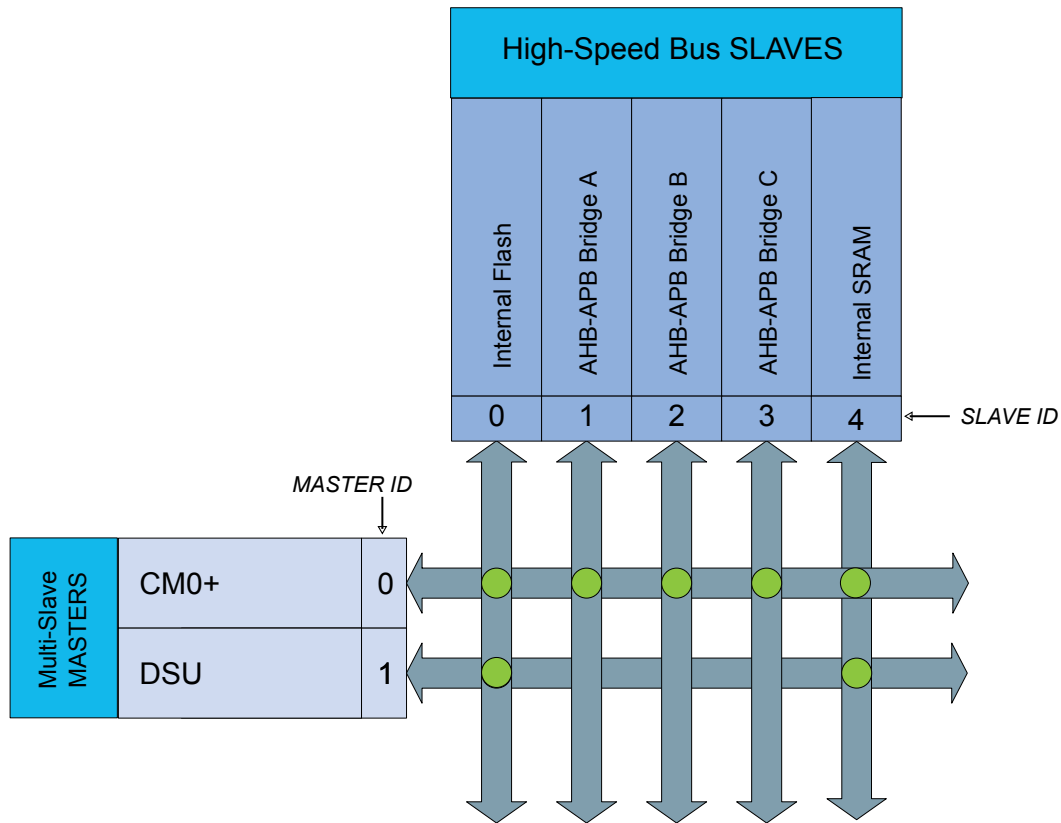 High-Speed Bus SLAVES
Internal Flash
AHB-APB Bridge A
AHB-APB Bridge B
AHB-APB Bridge C
Internal SRAM
0
1
2
3
4
SLAVE ID
MASTER ID
Multi-Slave
MASTERS
CM0+
0
DSU
1